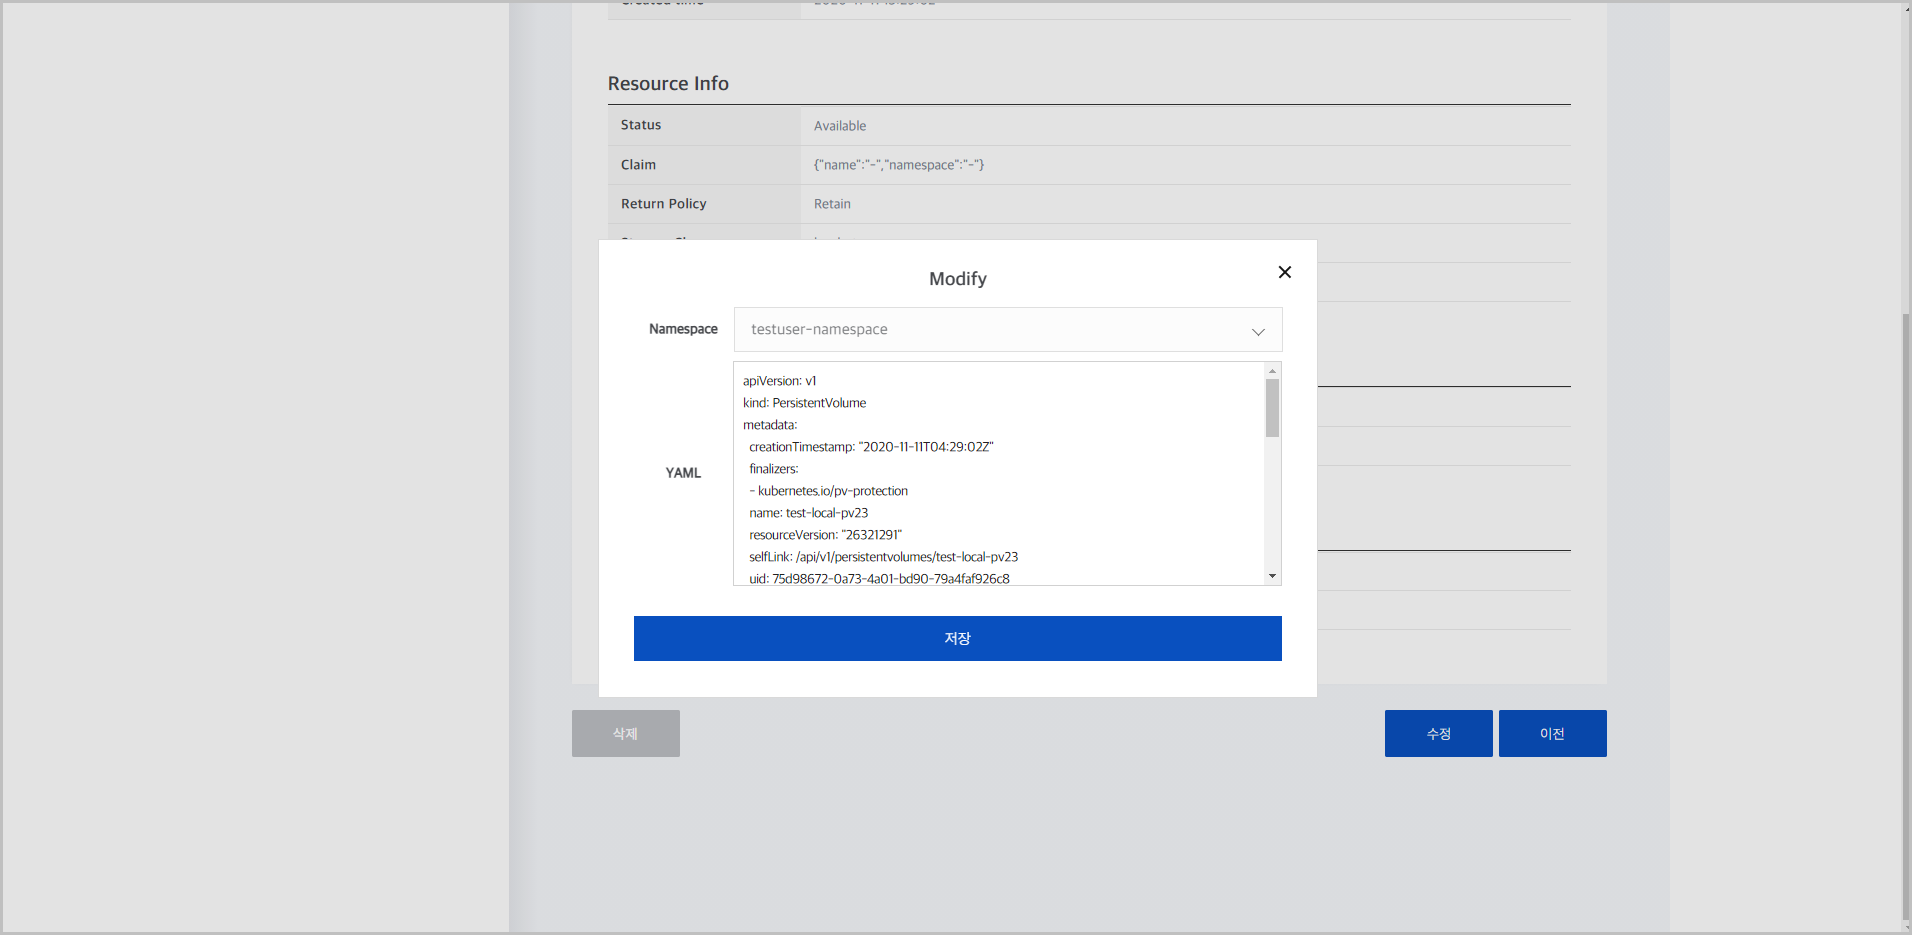 Resource Info
Status Available
Claim {"name":"-","namespace":"-"}
Return Policy Retain
Modify
Namespace testuser-namespace
YAML
apiVersion: v1
kind: PersistentVolume
metadata:
creationTimestamp: "2020-11-11T04:29:02Z"
finalizers:
- kubernetes.io/pv-protection
name: test-local-pv23
resourceVersion: "26321291"
selfLink: /api/v1/persistentvolumes/test-local-pv23
uid: 75d98672-0a73-4a01-bd90-79a4faf926c8
저장
삭제 수정 이전